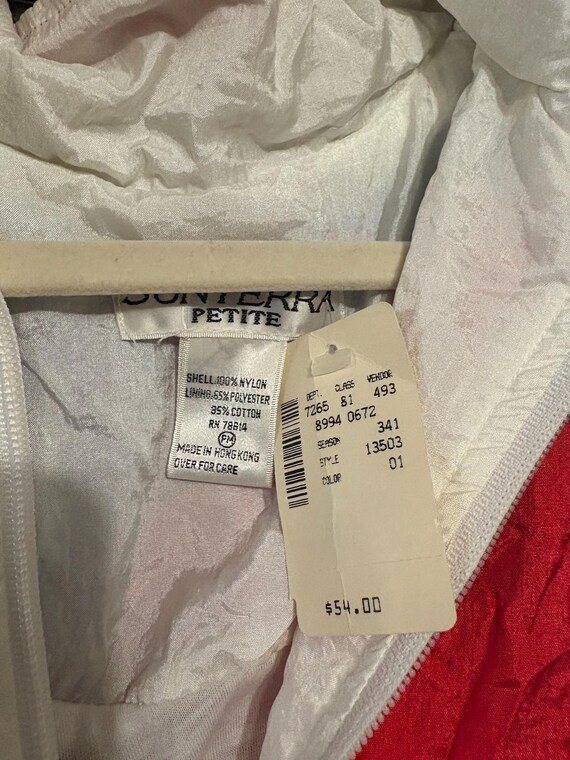 SUNTERRA
PETITE
SHELL:100% NYLON
LINING:65% POLYESTER
35% COTTON
RN 78614
PM
MADE IN HONG KONG
OVER FOR CARE
DEPT. CLASS VENDOR
7265 81 493
8994 0672
SEASON 341
STYLE 13503
COLOR 01
$54.00